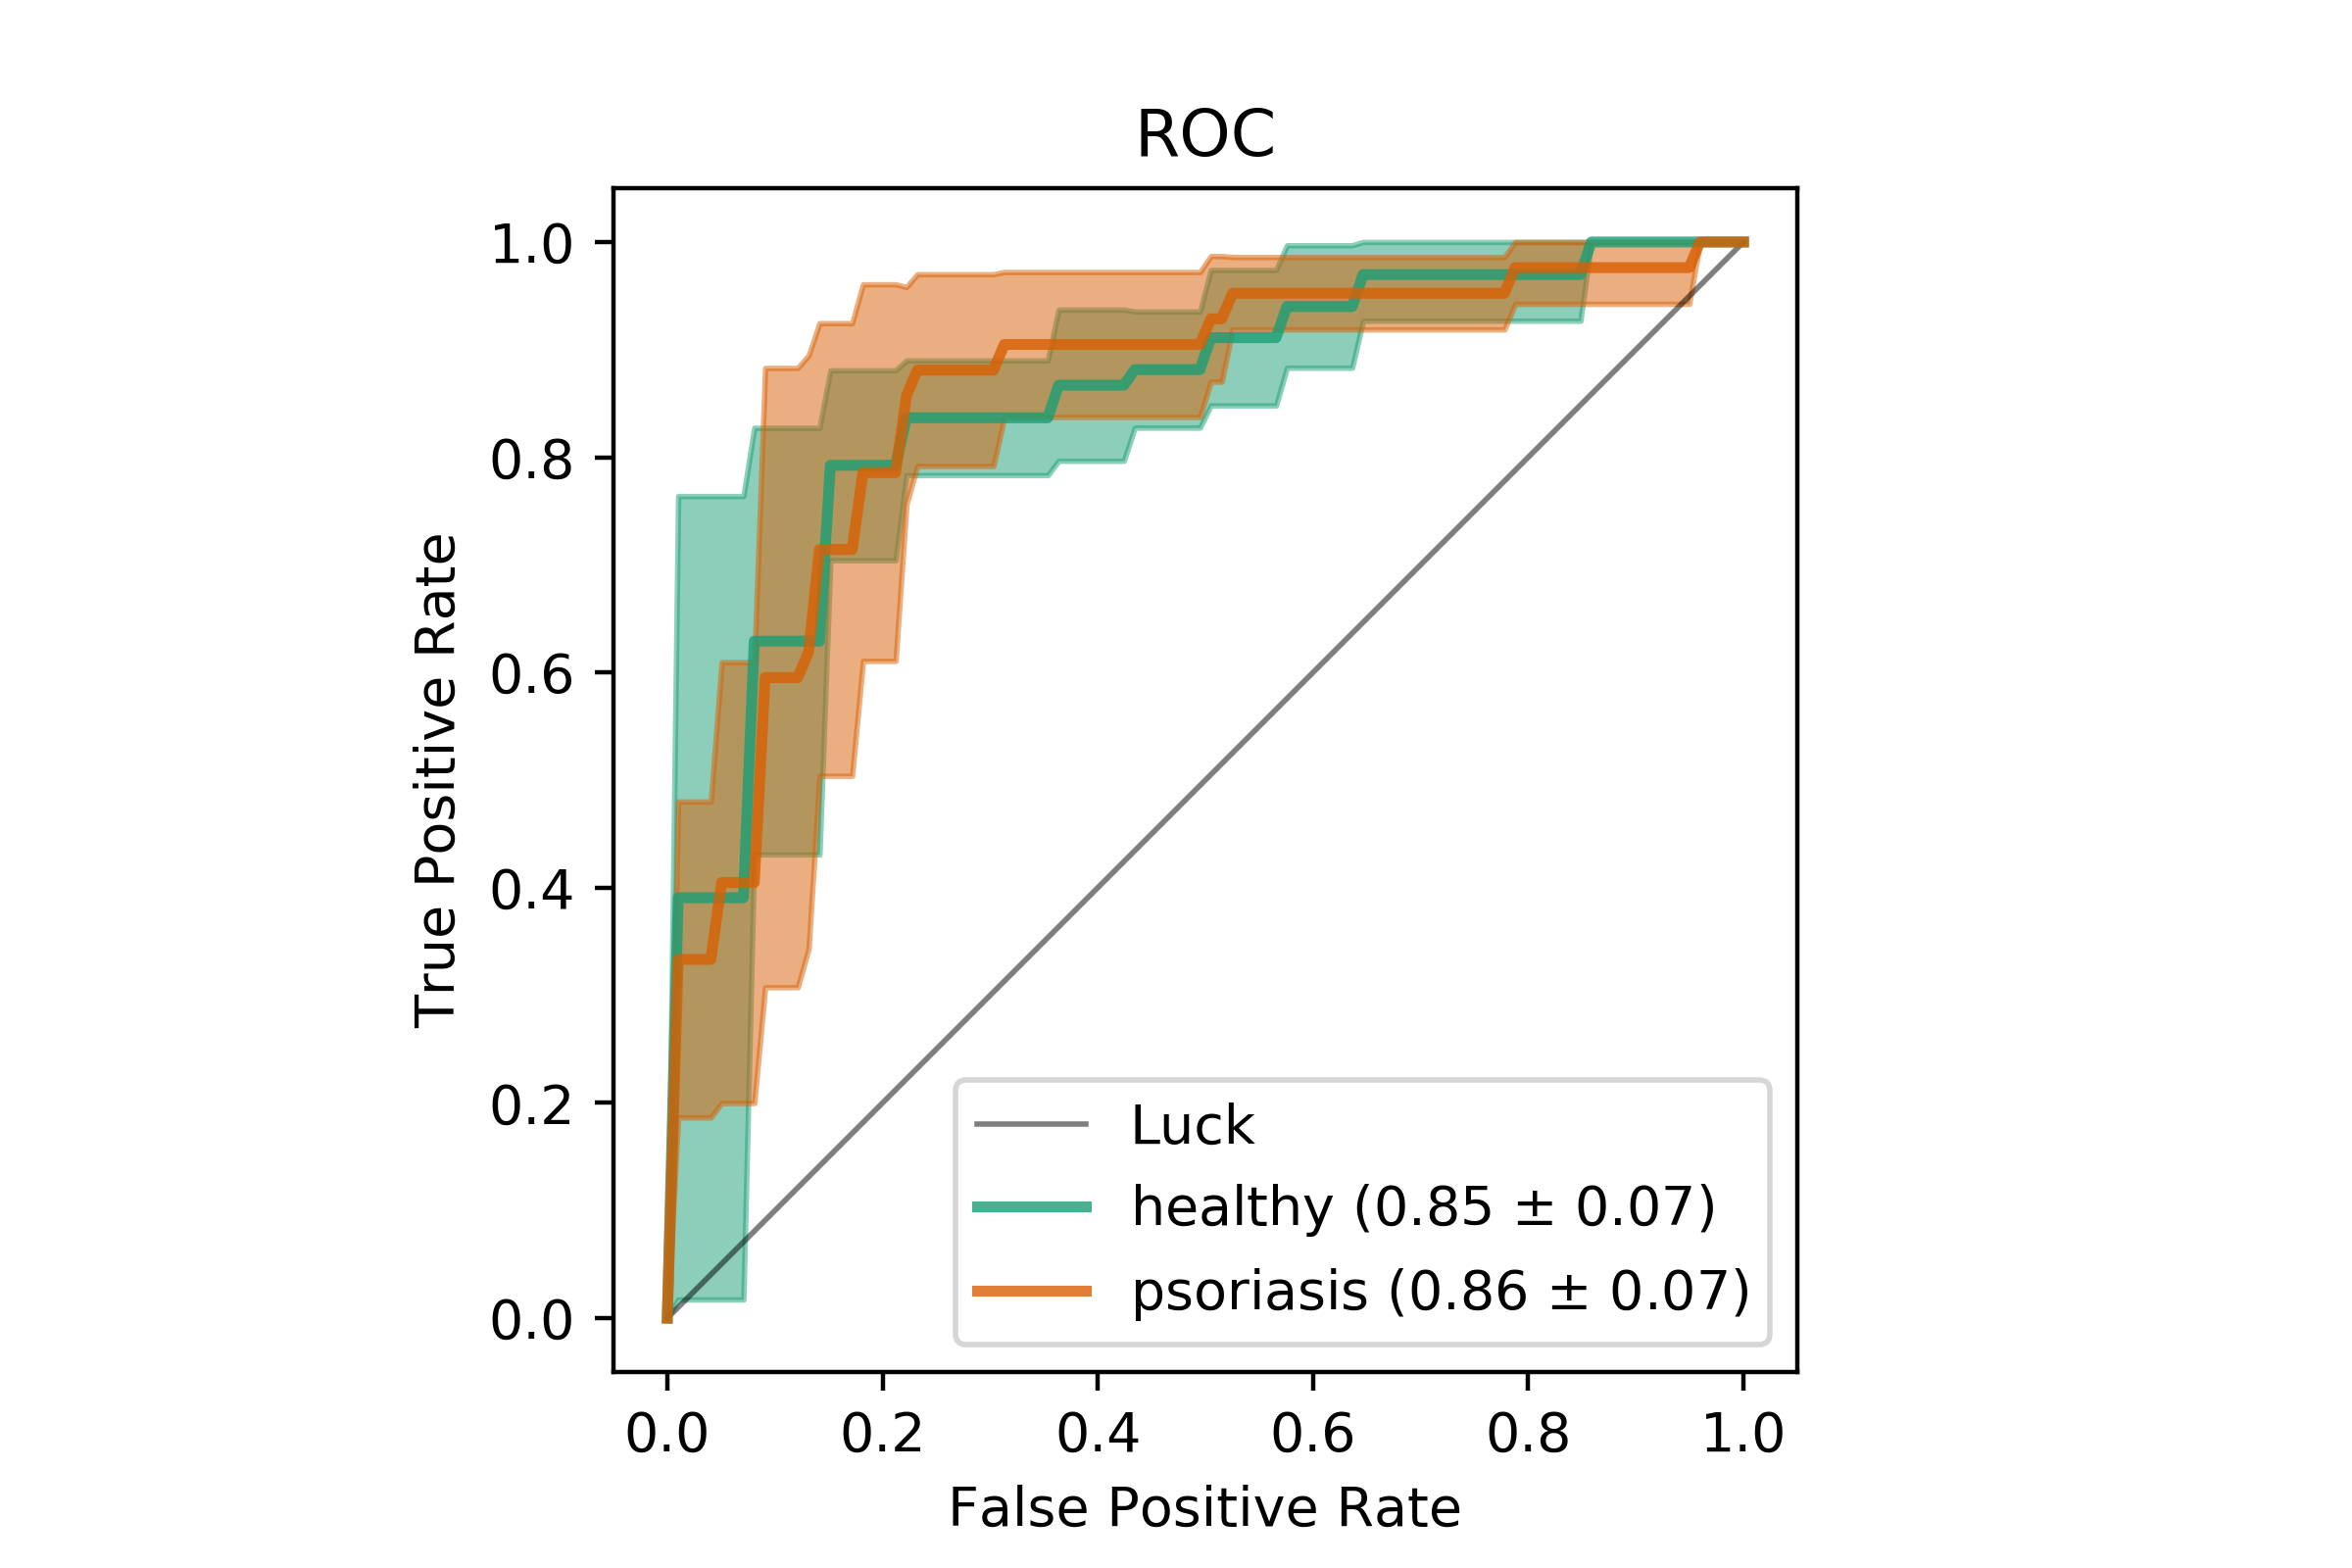 ROC
1.0
0.8
0.6
0.4
0.2
0.0
True Positive Rate
Luck
healthy (0.85 ± 0.07)
psoriasis (0.86 ± 0.07)
0.0 0.2 0.4 0.6 0.8 1.0
False Positive Rate